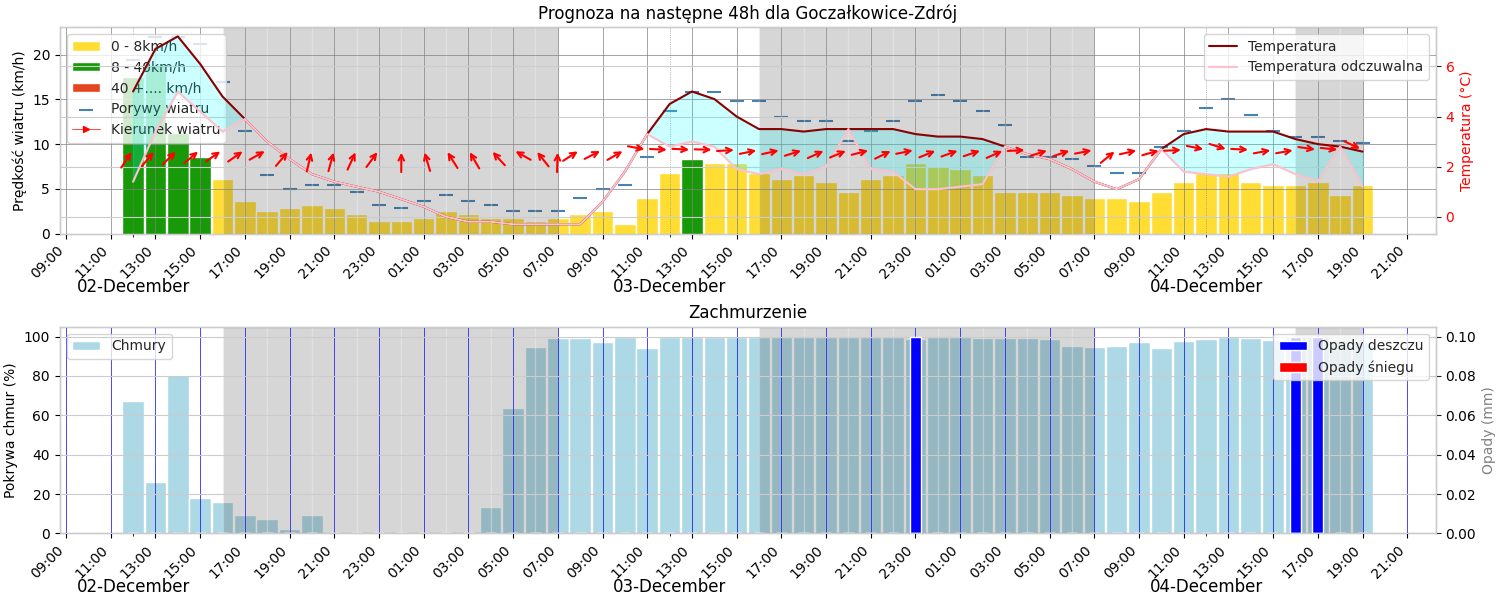 Prognoza na następne 48h dla Goczałkowice-Zdrój
Prędkość wiatru (km/h)
20
15
10
5
0
0 - 8km/h
8 - 40km/h
40 +.... km/h
Porywy wiatru
Kierunek wiatru
Temperatura
Temperatura odczuwalna
6
4
2
0
Temperatura (°C)
09:00 11:00 13:00 15:00 17:00 19:00 21:00 23:00 01:00 03:00 05:00 07:00 09:00 11:00 13:00 15:00 17:00 19:00 21:00 23:00 01:00 03:00 05:00 07:00 09:00 11:00 13:00 15:00 17:00 19:00 21:00
02-December 03-December 04-December
Zachmurzenie
Pokrywa chmur (%)
100
80
60
40
20
0
Chmury
Opady deszczu
Opady śniegu
0.10
0.08
0.06
0.04
0.02
0.00
Opady (mm)
09:00 11:00 13:00 15:00 17:00 19:00 21:00 23:00 01:00 03:00 05:00 07:00 09:00 11:00 13:00 15:00 17:00 19:00 21:00 23:00 01:00 03:00 05:00 07:00 09:00 11:00 13:00 15:00 17:00 19:00 21:00
02-December 03-December 04-December